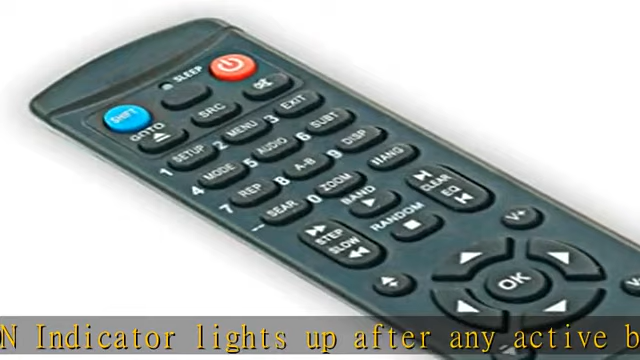 SLEEP
SHIFT
GOTO
SRC
1 SETUP 2 MENU 3 EXIT
4 MODE 5 AUDIO 6 SUBT
7 REP 8 A-B 9 DISP
-- SEAR 0 ZOOM HANG
BAND
CLEAR
EQ
STEP
SLOW
RANDOM
V+
OK
N Indicator lights up after any active b